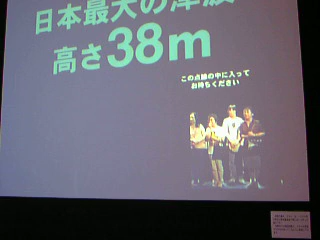 日本最大の津波
高さ38m
この点線の中に入って
お待ちください